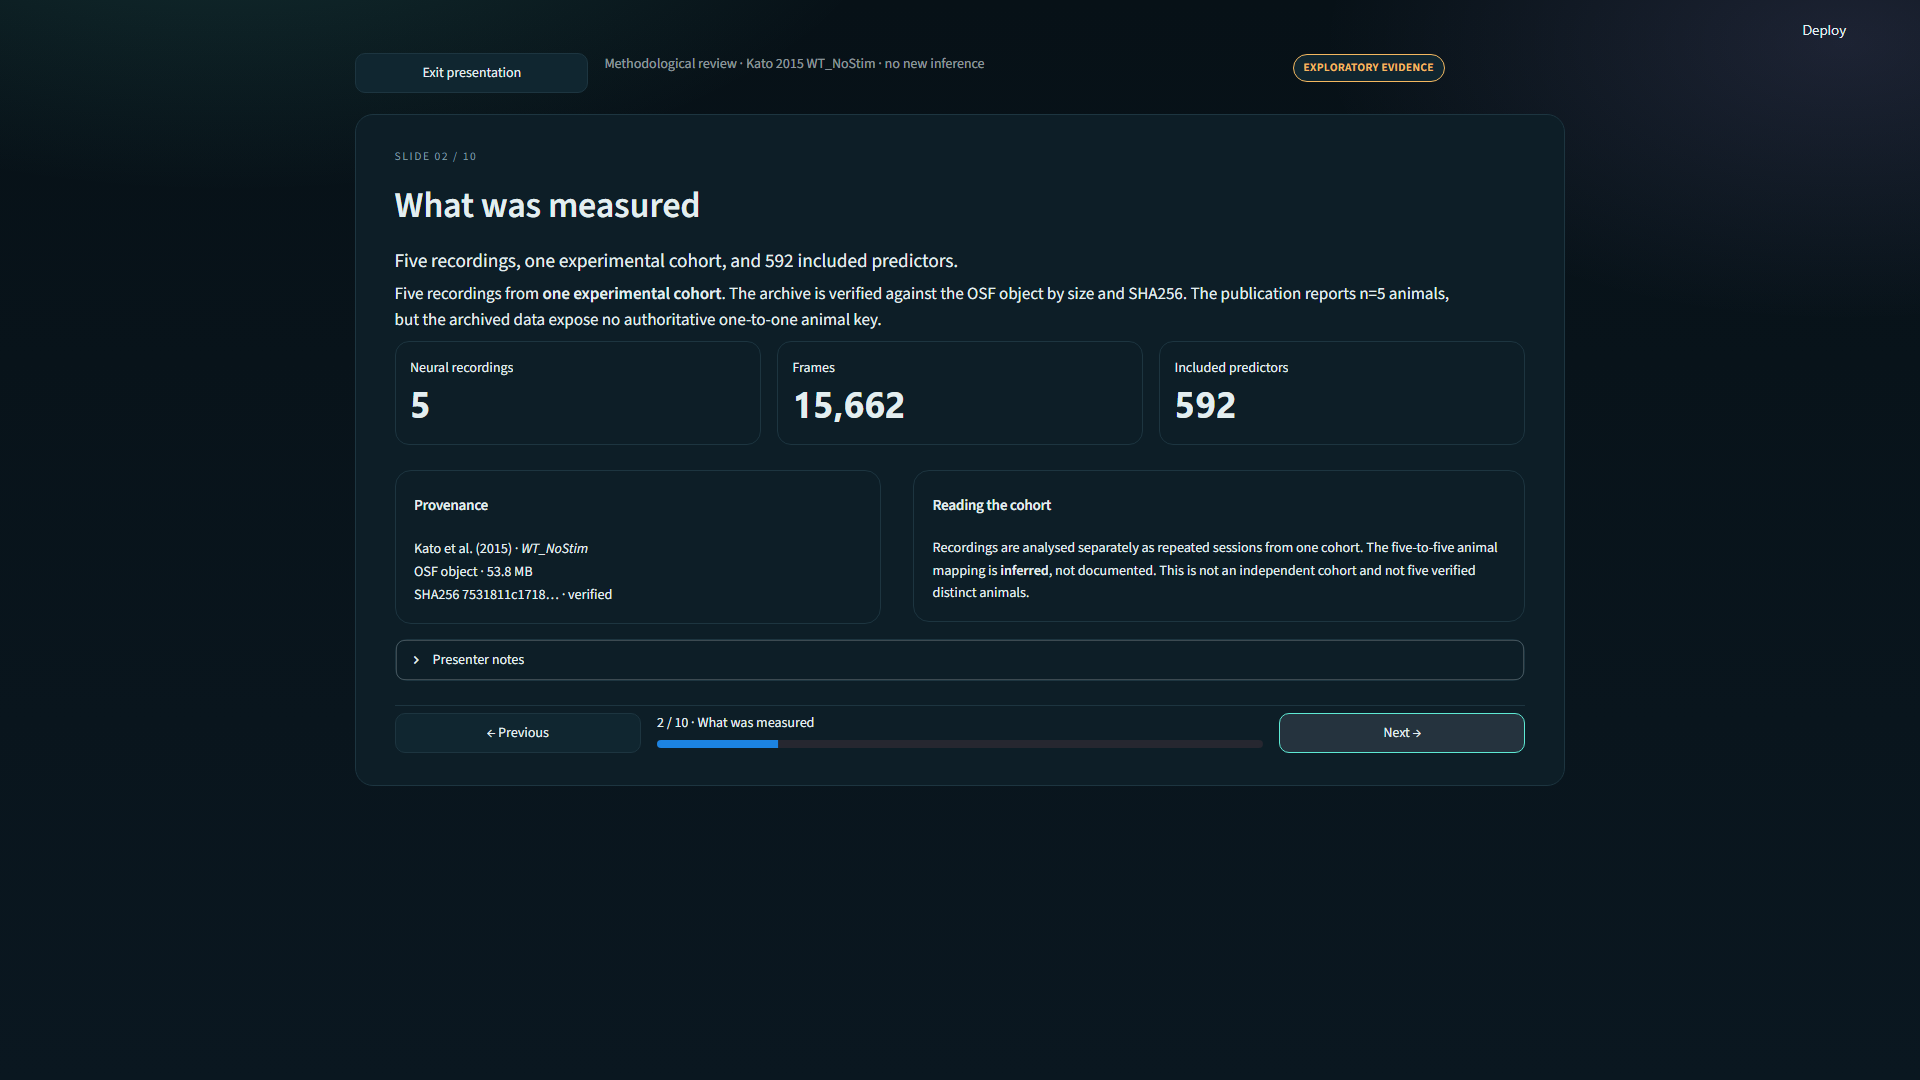 Deploy
Exit presentation
Methodological review · Kato 2015 WT_NoStim · no new inference
EXPLORATORY EVIDENCE
SLIDE 02 / 10
What was measured
Five recordings, one experimental cohort, and 592 included predictors.
Five recordings from one experimental cohort. The archive is verified against the OSF object by size and SHA256. The publication reports n=5 animals,
but the archived data expose no authoritative one-to-one animal key.
Neural recordings
5
Frames
15,662
Included predictors
592
Provenance
Kato et al. (2015) · WT_NoStim
OSF object · 53.8 MB
SHA256 7531811c1718… · verified
Reading the cohort
Recordings are analysed separately as repeated sessions from one cohort. The five-to-five animal
mapping is inferred, not documented. This is not an independent cohort and not five verified
distinct animals.
Presenter notes
← Previous
2 / 10 · What was measured
Next →